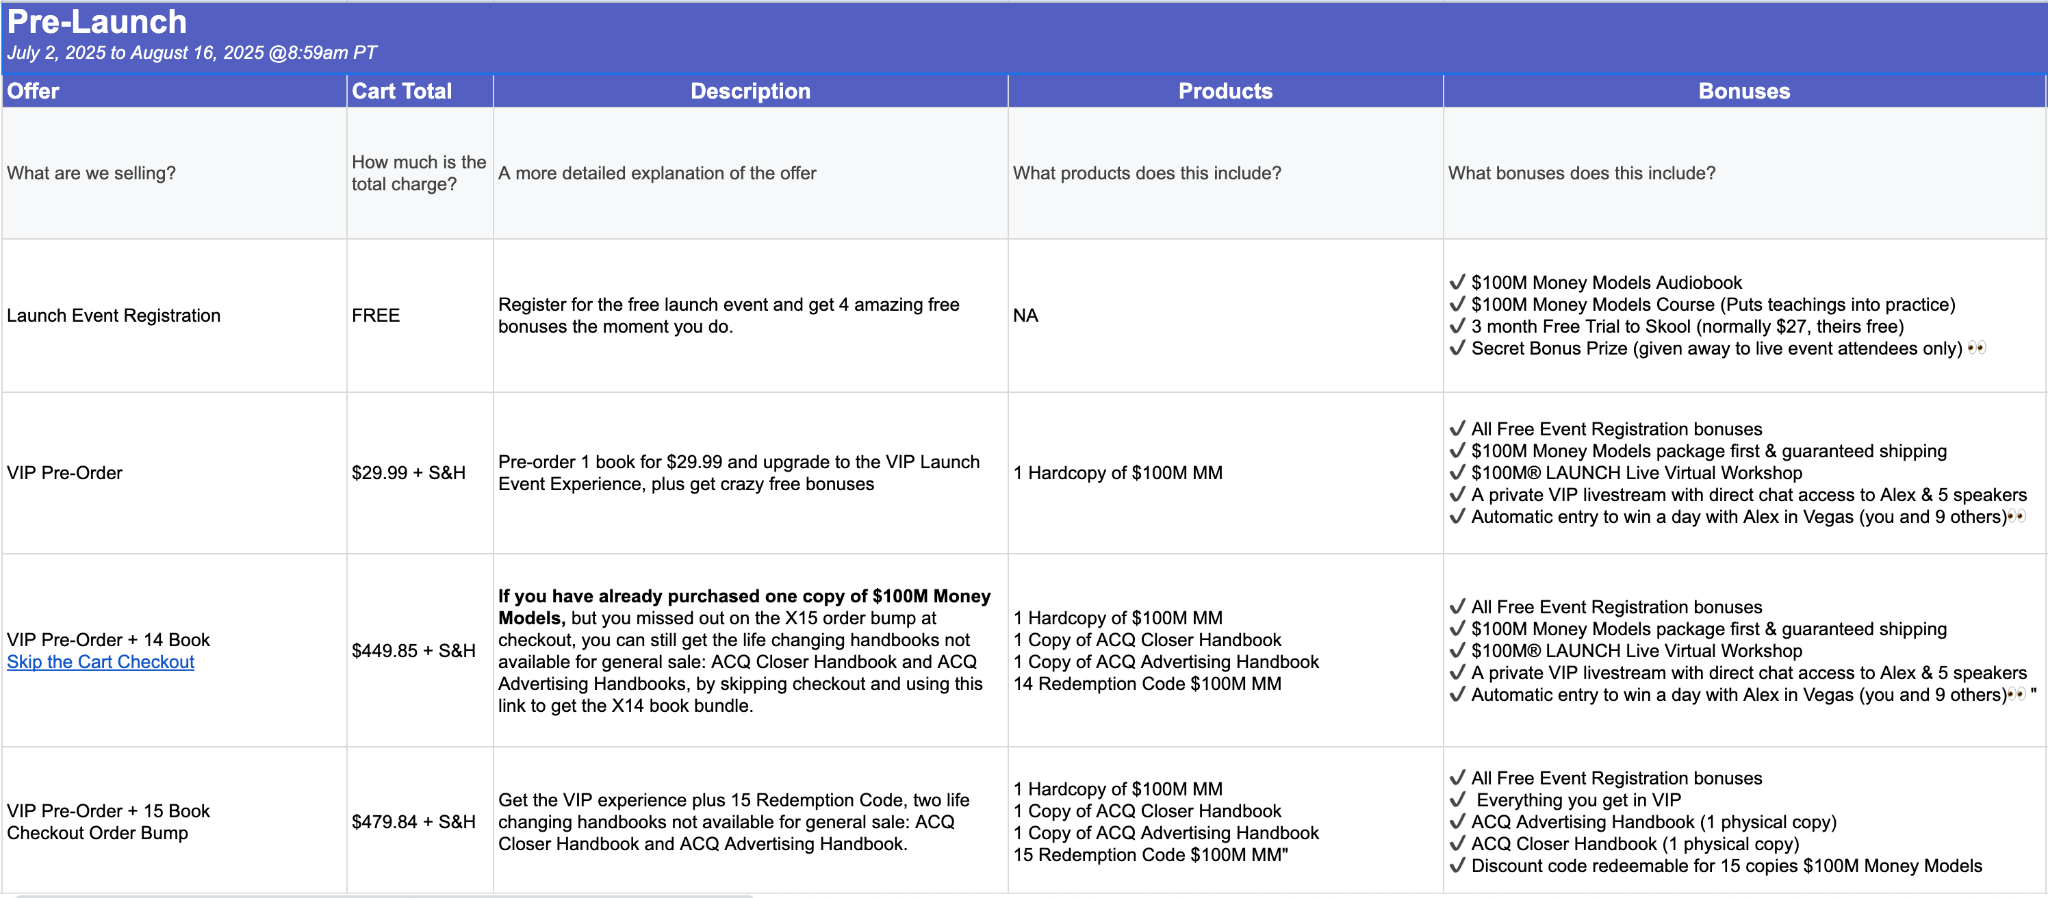 Pre-Launch
July 2, 2025 to August 16, 2025 @8:59am PT
Offer
Cart Total
Description
Products
Bonuses
What are we selling?
How much is the
total charge?
A more detailed explanation of the offer
What products does this include?
What bonuses does this include?
Launch Event Registration
FREE
Register for the free launch event and get 4 amazing free
bonuses the moment you do.
NA
✔ $100M Money Models Audiobook
✔ $100M Money Models Course (Puts teachings into practice)
✔ 3 month Free Trial to Skool (normally $27, theirs free)
✔ Secret Bonus Prize (given away to live event attendees only) 👀
VIP Pre-Order
$29.99 + S&H
Pre-order 1 book for $29.99 and upgrade to the VIP Launch
Event Experience, plus get crazy free bonuses
1 Hardcopy of $100M MM
✔ All Free Event Registration bonuses
✔ $100M Money Models package first & guaranteed shipping
✔ $100M® LAUNCH Live Virtual Workshop
✔ A private VIP livestream with direct chat access to Alex & 5 speakers
✔ Automatic entry to win a day with Alex in Vegas (you and 9 others)👀
VIP Pre-Order + 14 Book
Skip the Cart Checkout
$449.85 + S&H
If you have already purchased one copy of $100M Money
Models, but you missed out on the X15 order bump at
checkout, you can still get the life changing handbooks not
available for general sale: ACQ Closer Handbook and ACQ
Advertising Handbooks, by skipping checkout and using this
link to get the X14 book bundle.
1 Hardcopy of $100M MM
1 Copy of ACQ Closer Handbook
1 Copy of ACQ Advertising Handbook
14 Redemption Code $100M MM
✔ All Free Event Registration bonuses
✔ $100M Money Models package first & guaranteed shipping
✔ $100M® LAUNCH Live Virtual Workshop
✔ A private VIP livestream with direct chat access to Alex & 5 speakers
✔ Automatic entry to win a day with Alex in Vegas (you and 9 others)👀 "
VIP Pre-Order + 15 Book
Checkout Order Bump
$479.84 + S&H
Get the VIP experience plus 15 Redemption Code, two life
changing handbooks not available for general sale: ACQ
Closer Handbook and ACQ Advertising Handbook.
1 Hardcopy of $100M MM
1 Copy of ACQ Closer Handbook
1 Copy of ACQ Advertising Handbook
15 Redemption Code $100M MM"
✔ All Free Event Registration bonuses
✔ Everything you get in VIP
✔ ACQ Advertising Handbook (1 physical copy)
✔ ACQ Closer Handbook (1 physical copy)
✔ Discount code redeemable for 15 copies $100M Money Models